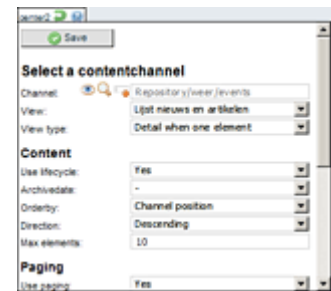 center2
Save
Select a contentchannel
Channel: Repository/weer/events
View: Lijst nieuws en artikelen
View type: Detail when one element
Content
Use lifecycle: Yes
Archivedate: -
Orderby: Channel position
Direction: Descending
Max elements: 10
Paging
Use paging: Yes